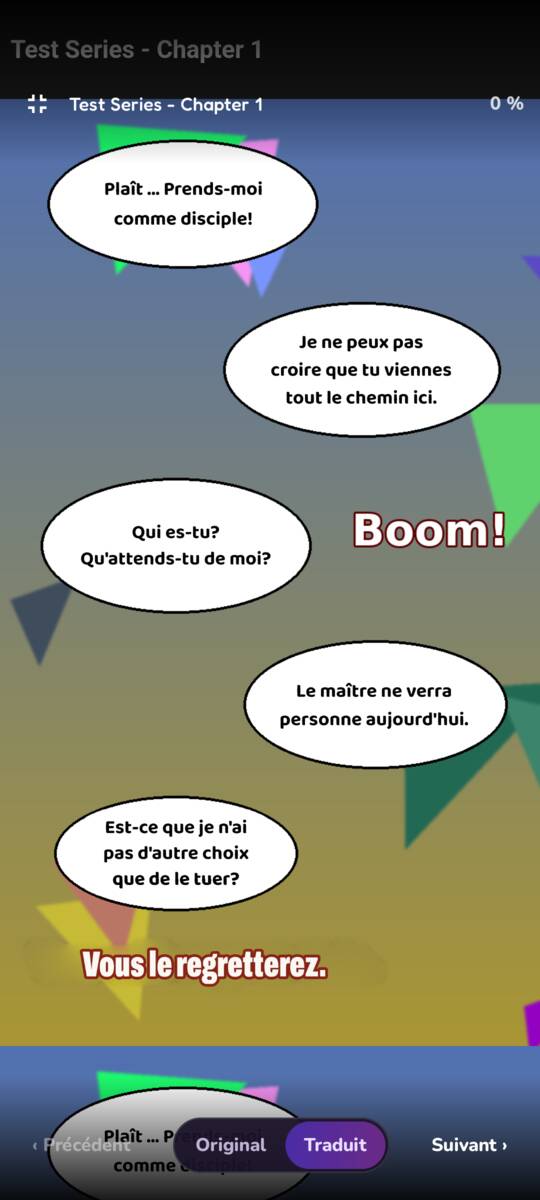 Test Series - Chapter 1
Test Series - Chapter 1
0 %
Plaît ... Prends-moi
comme disciple!
Je ne peux pas
croire que tu viennes
tout le chemin ici.
Qui es-tu?
Qu'attends-tu de moi?
Boom!
Le maître ne verra
personne aujourd'hui.
Est-ce que je n'ai
pas d'autre choix
que de le tuer?
Vous le regretterez.
Plaît ...
comme disciple!
‹ Précédent
Original
Traduit
Suivant ›